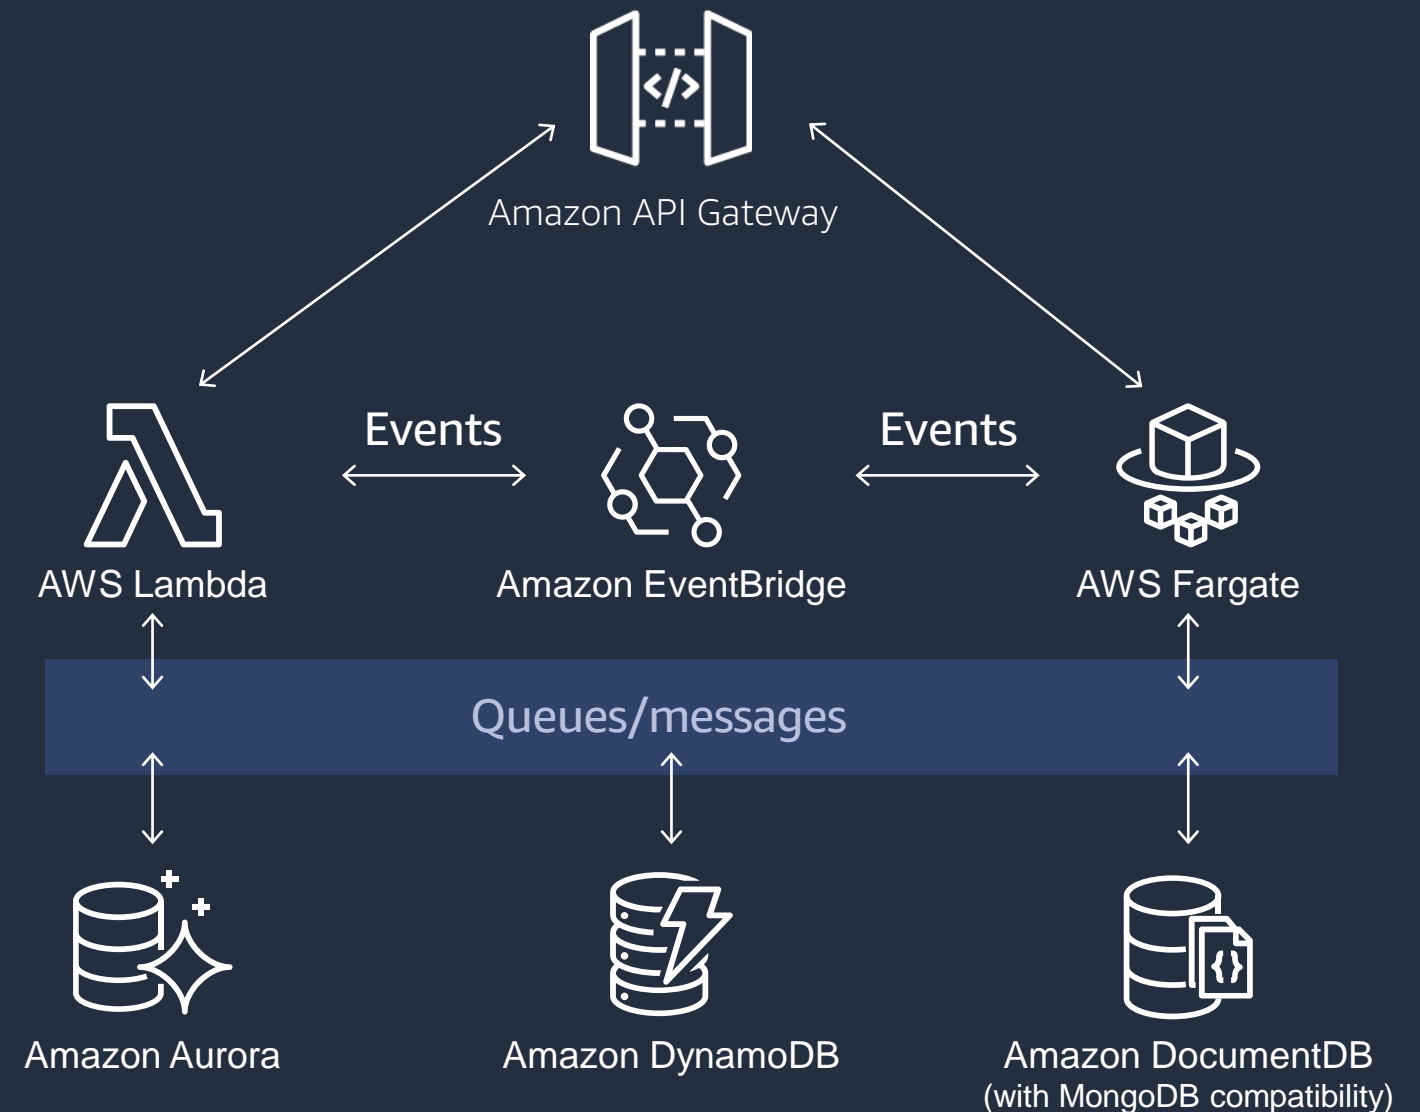 </>
Amazon API Gateway
Events
Events
AWS Lambda
Amazon EventBridge
AWS Fargate
Queues/messages
Amazon Aurora
Amazon DynamoDB
{}
Amazon DocumentDB
(with MongoDB compatibility)